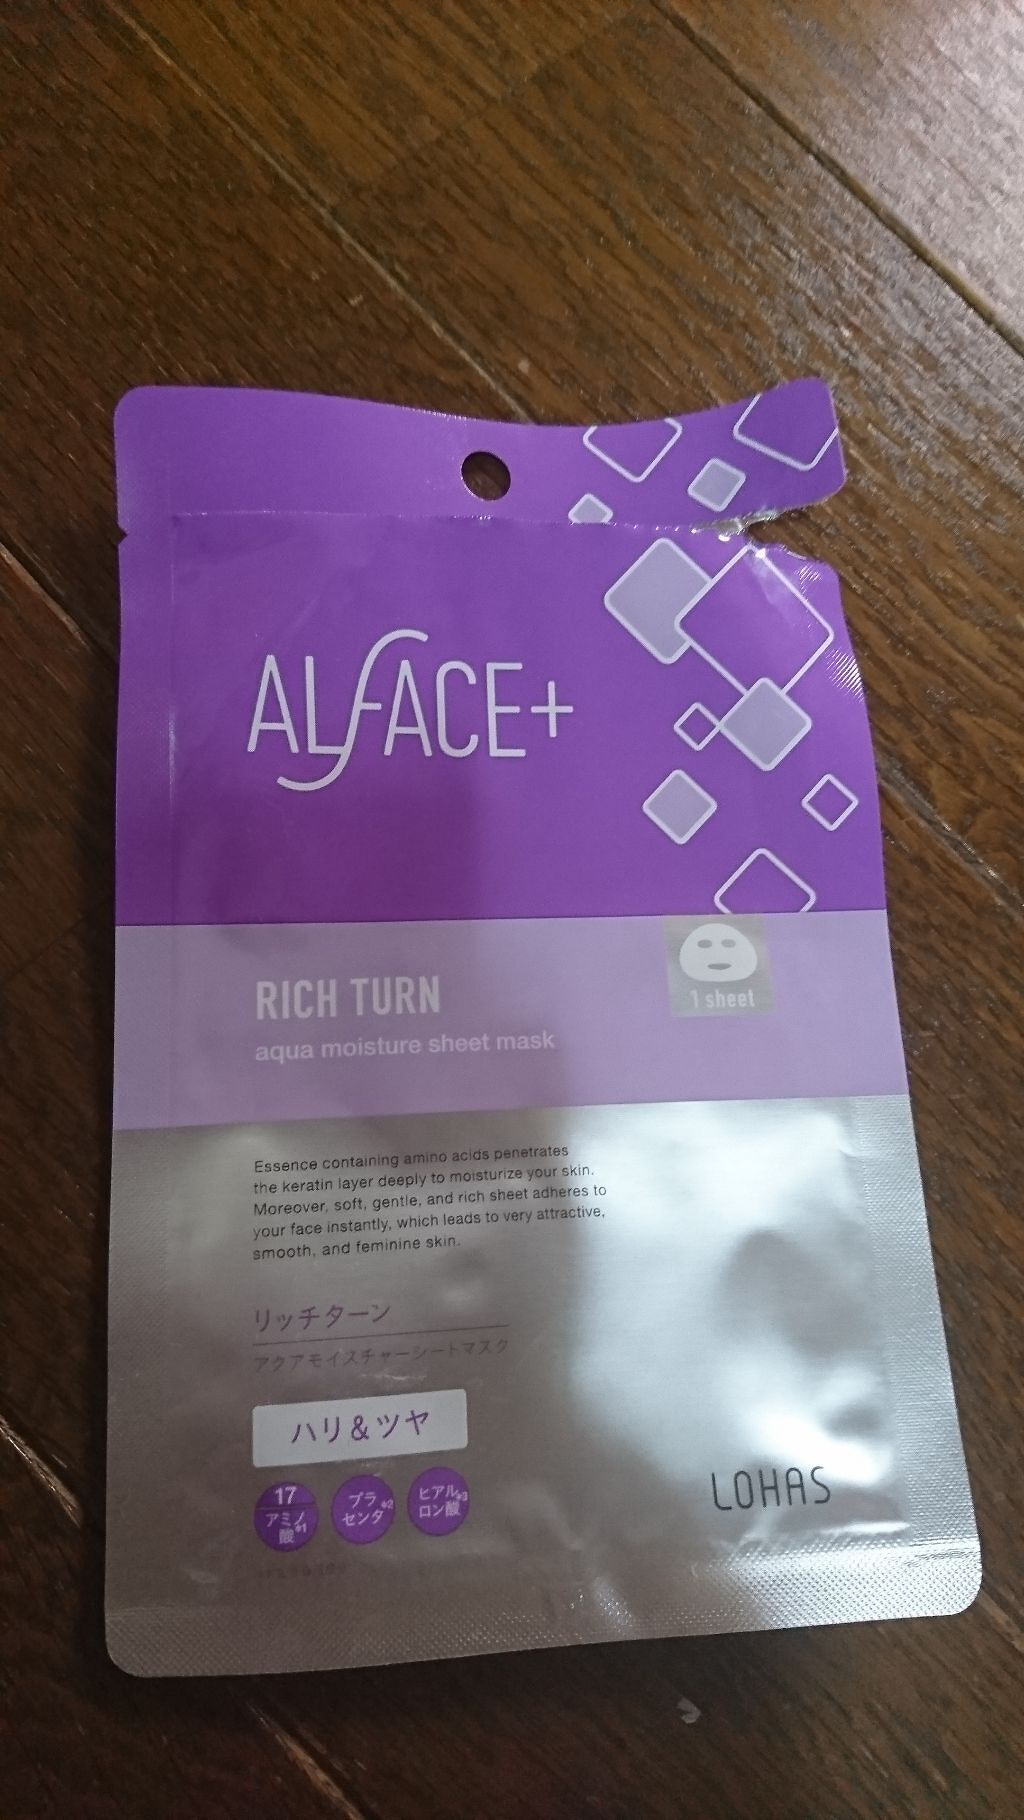 ALFACE+
RICH TURN
aqua moisture sheet mask
1 sheet
Essence containing amino acids penetrates
the keratin layer deeply to moisturize your skin.
Moreover, soft, gentle, and rich sheet adheres to
your face instantly, which leads to very attractive,
smooth, and feminine skin.
リッチターン
アクアモイスチャーシートマスク
ハリ&ツヤ
17
アミノ
酸※1
プラ
センタ※2
ヒアル
ロン酸※3
LOHAS